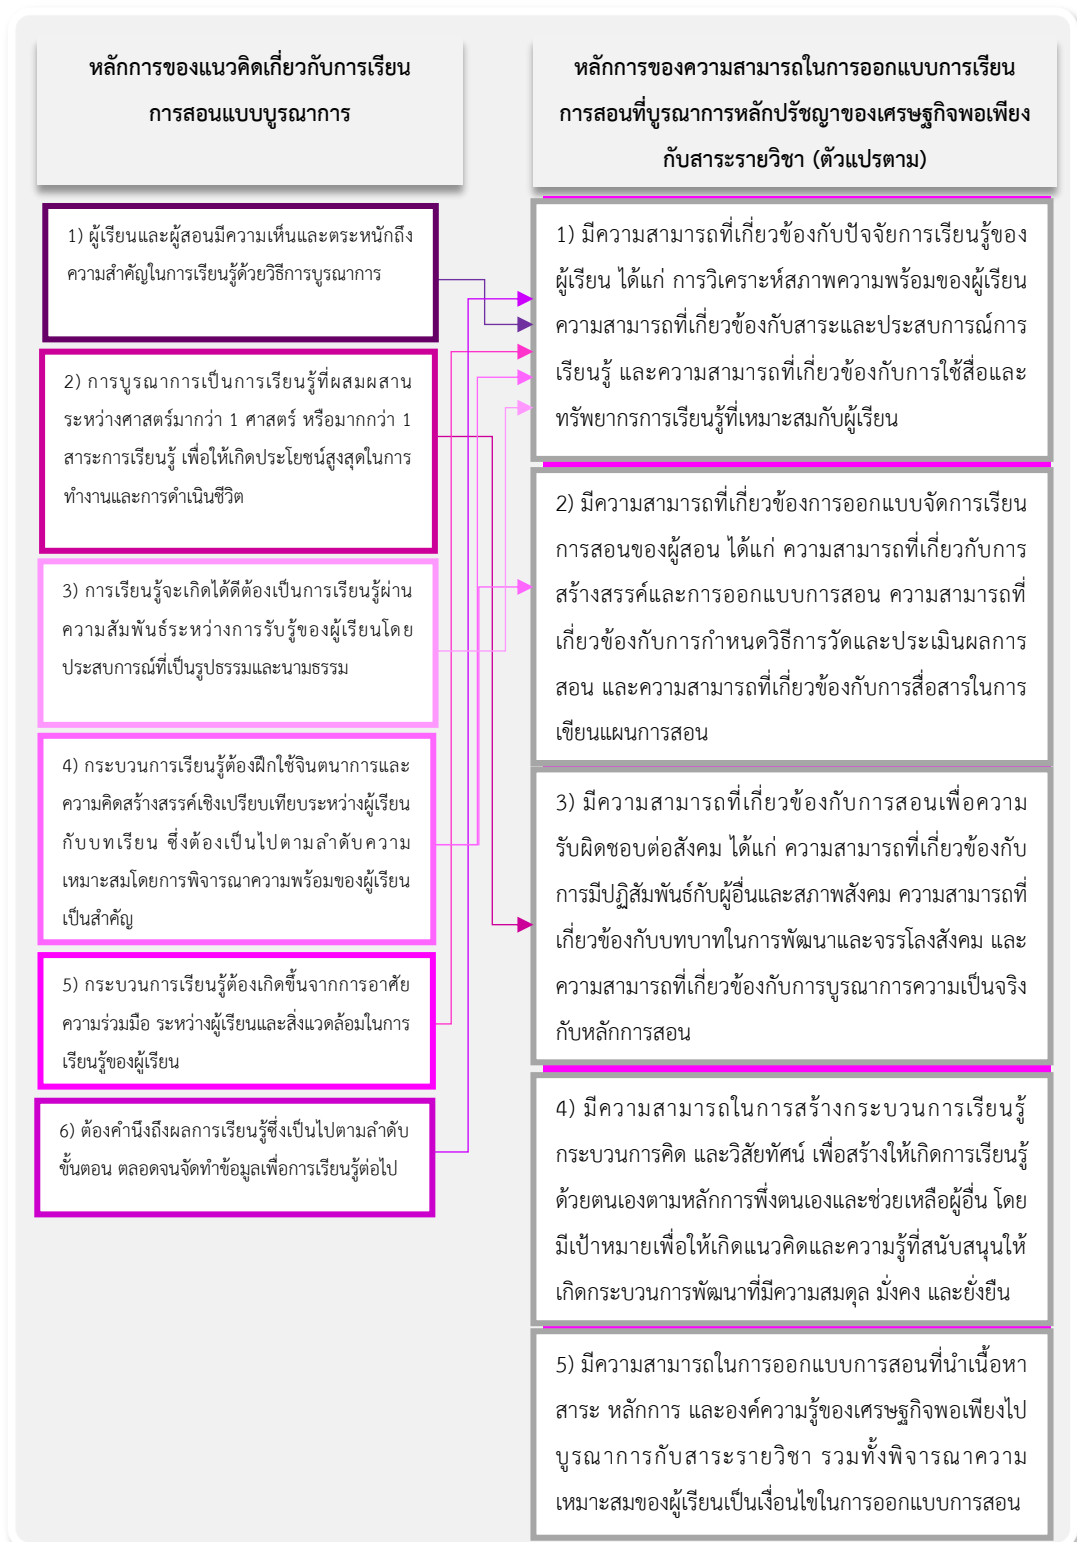 หลักการของแนวคิดเกี่ยวกับการเรียน
การสอนแบบบูรณาการ
1) ผู้เรียนและผู้สอนมีความเห็นและตระหนักถึง
ความสำคัญในการเรียนรู้ด้วยวิธีการบูรณาการ
2) การบูรณาการเป็นการเรียนรู้ที่ผสมผสาน
ระหว่างศาสตร์มากว่า 1 ศาสตร์ หรือมากกว่า 1
สาระการเรียนรู้ เพื่อให้เกิดประโยชน์สูงสุดในการ
ทำงานและการดำเนินชีวิต
3) การเรียนรู้จะเกิดได้ดีต้องเป็นการเรียนรู้ผ่าน
ความสัมพันธ์ระหว่างการรับรู้ของผู้เรียนโดย
ประสบการณ์ที่เป็นรูปธรรมและนามธรรม
4) กระบวนการเรียนรู้ต้องฝึกใช้จินตนาการและ
ความคิดสร้างสรรค์เชิงเปรียบเทียบระหว่างผู้เรียน
กับบทเรียน ซึ่งต้องเป็นไปตามลำดับความ
เหมาะสมโดยการพิจารณาความพร้อมของผู้เรียน
เป็นสำคัญ
5) กระบวนการเรียนรู้ต้องเกิดขึ้นจากการอาศัย
ความร่วมมือ ระหว่างผู้เรียนและสิ่งแวดล้อมในการ
เรียนรู้ของผู้เรียน
6) ต้องคำนึงถึงผลการเรียนรู้ซึ่งเป็นไปตามลำดับ
ขั้นตอน ตลอดจนจัดทำข้อมูลเพื่อการเรียนรู้ต่อไป
หลักการของความสามารถในการออกแบบการเรียน
การสอนที่บูรณาการหลักปรัชญาของเศรษฐกิจพอเพียง
กับสาระรายวิชา (ตัวแปรตาม)
1) มีความสามารถที่เกี่ยวข้องกับปัจจัยการเรียนรู้ของ
ผู้เรียน ได้แก่ การวิเคราะห์สภาพความพร้อมของผู้เรียน
ความสามารถที่เกี่ยวข้องกับสาระและประสบการณ์การ
เรียนรู้ และความสามารถที่เกี่ยวข้องกับการใช้สื่อและ
ทรัพยากรการเรียนรู้ที่เหมาะสมกับผู้เรียน
2) มีความสามารถที่เกี่ยวข้องการออกแบบจัดการเรียน
การสอนของผู้สอน ได้แก่ ความสามารถที่เกี่ยวกับการ
สร้างสรรค์และการออกแบบการสอน ความสามารถที่
เกี่ยวข้องกับการกำหนดวิธีการวัดและประเมินผลการ
สอน และความสามารถที่เกี่ยวข้องกับการสื่อสารในการ
เขียนแผนการสอน
3) มีความสามารถที่เกี่ยวข้องกับการสอนเพื่อความ
รับผิดชอบต่อสังคม ได้แก่ ความสามารถที่เกี่ยวข้องกับ
การมีปฏิสัมพันธ์กับผู้อื่นและสภาพสังคม ความสามารถที่
เกี่ยวข้องกับบทบาทในการพัฒนาและจรรโลงสังคม และ
ความสามารถที่เกี่ยวข้องกับการบูรณาการความเป็นจริง
กับหลักการสอน
4) มีความสามารถในการสร้างกระบวนการเรียนรู้
กระบวนการคิด และวิสัยทัศน์ เพื่อสร้างให้เกิดการเรียนรู้
ด้วยตนเองตามหลักการพึ่งตนเองและช่วยเหลือผู้อื่น โดย
มีเป้าหมายเพื่อให้เกิดแนวคิดและความรู้ที่สนับสนุนให้
เกิดกระบวนการพัฒนาที่มีความสมดุล มั่งคง และยั่งยืน
5) มีความสามารถในการออกแบบการสอนที่นำเนื้อหา
สาระ หลักการ และองค์ความรู้ของเศรษฐกิจพอเพียงไป
บูรณาการกับสาระรายวิชา รวมทั้งพิจารณาความ
เหมาะสมของผู้เรียนเป็นเงื่อนไขในการออกแบบการสอน